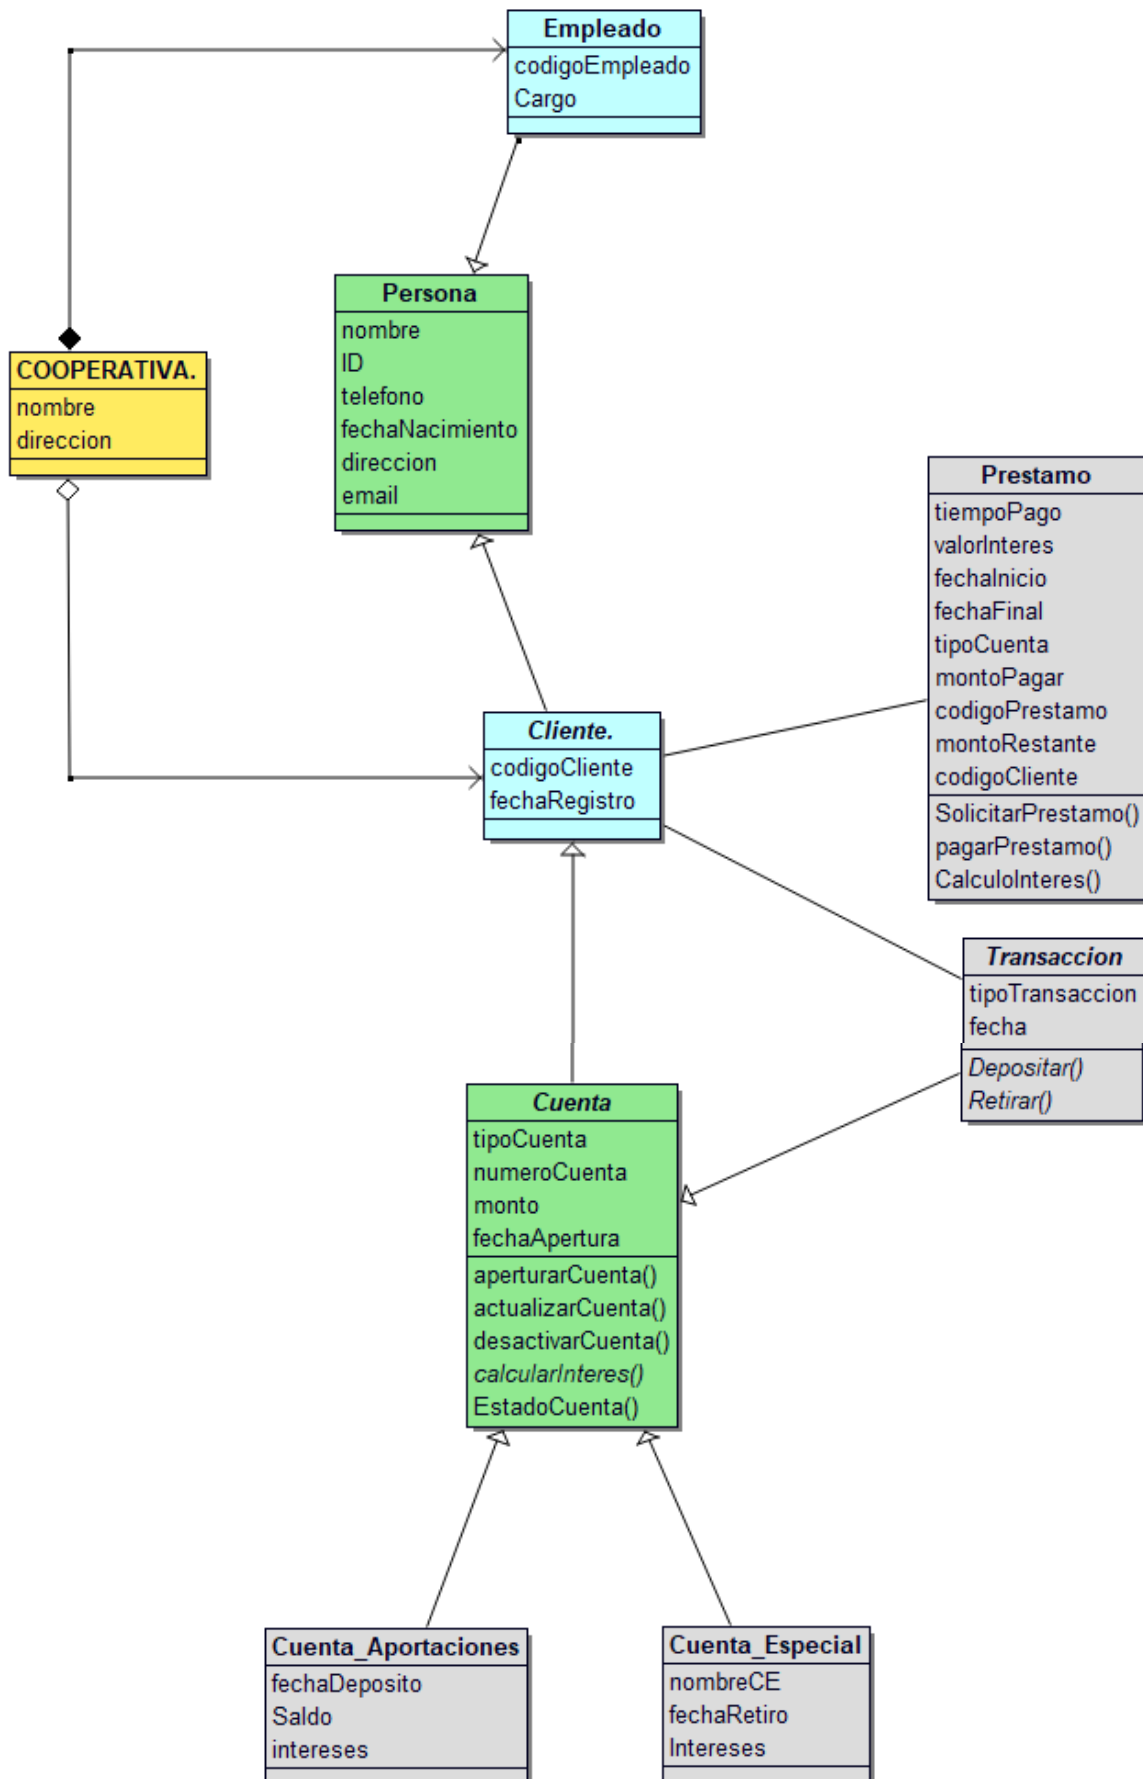 Empleado
codigoEmpleado
Cargo
Persona
nombre
ID
telefono
fechaNacimiento
direccion
email
COOPERATIVA.
nombre
direccion
Prestamo
tiempoPago
valorInteres
fechaInicio
fechaFinal
tipoCuenta
montoPagar
codigoPrestamo
montoRestante
codigoCliente
SolicitarPrestamo()
pagarPrestamo()
CalculoInteres()
Cliente.
codigoCliente
fechaRegistro
Transaccion
tipoTransaccion
fecha
Depositar()
Retirar()
Cuenta
tipoCuenta
numeroCuenta
monto
fechaApertura
aperturarCuenta()
actualizarCuenta()
desactivarCuenta()
calcularInteres()
EstadoCuenta()
Cuenta_Aportaciones
fechaDeposito
Saldo
intereses
Cuenta_Especial
nombreCE
fechaRetiro
Intereses